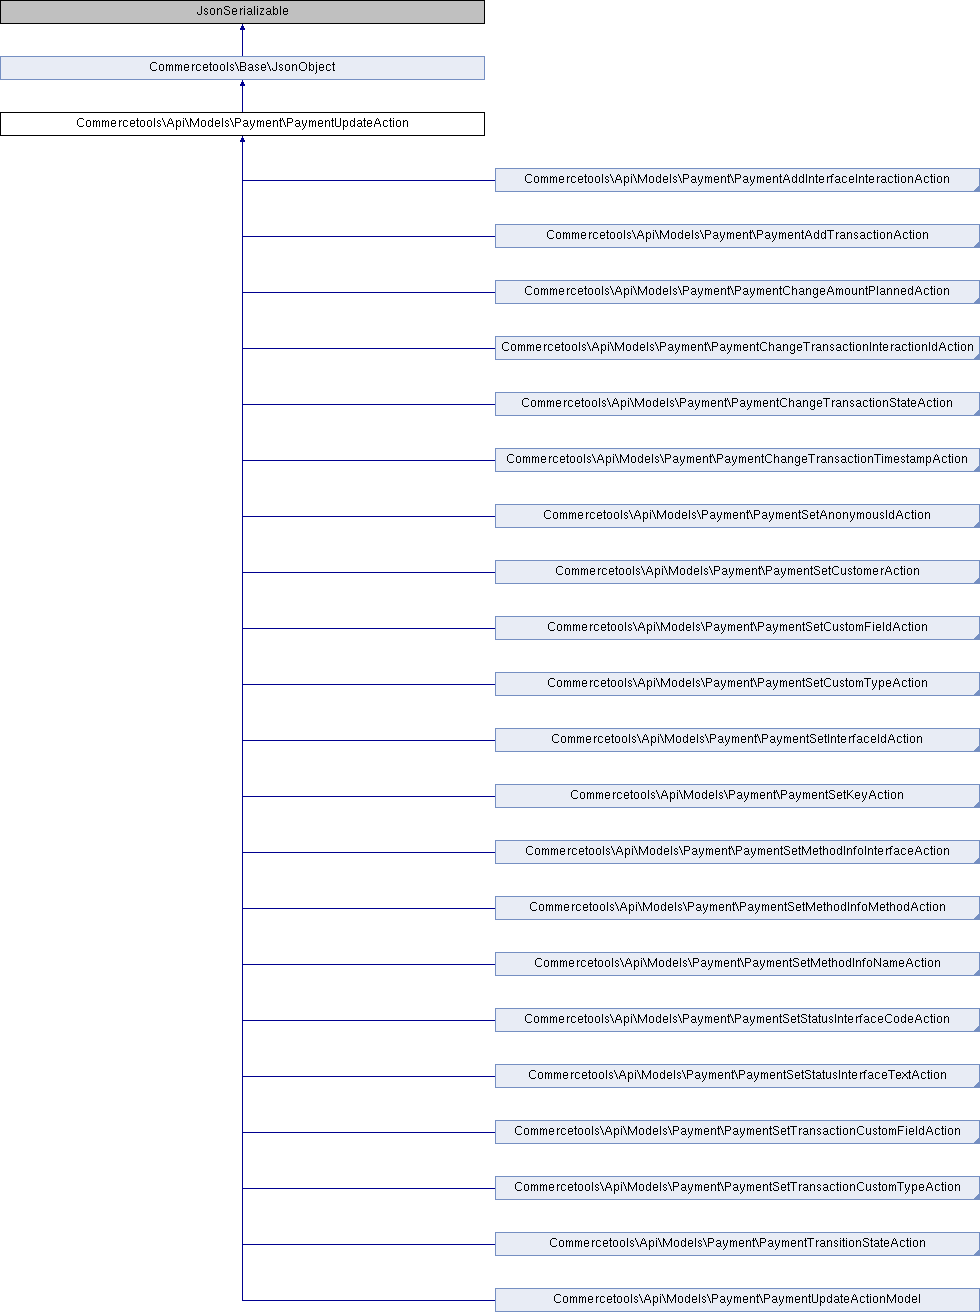 JsonSerializable
Commercetools\Base\JsonObject
Commercetools\Api\Models\Payment\PaymentUpdateAction
Commercetools\Api\Models\Payment\PaymentAddInterfaceInteractionAction
Commercetools\Api\Models\Payment\PaymentAddTransactionAction
Commercetools\Api\Models\Payment\PaymentChangeAmountPlannedAction
Commercetools\Api\Models\Payment\PaymentChangeTransactionInteractionIdAction
Commercetools\Api\Models\Payment\PaymentChangeTransactionStateAction
Commercetools\Api\Models\Payment\PaymentChangeTransactionTimestampAction
Commercetools\Api\Models\Payment\PaymentSetAnonymousIdAction
Commercetools\Api\Models\Payment\PaymentSetCustomerAction
Commercetools\Api\Models\Payment\PaymentSetCustomFieldAction
Commercetools\Api\Models\Payment\PaymentSetCustomTypeAction
Commercetools\Api\Models\Payment\PaymentSetInterfaceIdAction
Commercetools\Api\Models\Payment\PaymentSetKeyAction
Commercetools\Api\Models\Payment\PaymentSetMethodInfoInterfaceAction
Commercetools\Api\Models\Payment\PaymentSetMethodInfoMethodAction
Commercetools\Api\Models\Payment\PaymentSetMethodInfoNameAction
Commercetools\Api\Models\Payment\PaymentSetStatusInterfaceCodeAction
Commercetools\Api\Models\Payment\PaymentSetStatusInterfaceTextAction
Commercetools\Api\Models\Payment\PaymentSetTransactionCustomFieldAction
Commercetools\Api\Models\Payment\PaymentSetTransactionCustomTypeAction
Commercetools\Api\Models\Payment\PaymentTransitionStateAction
Commercetools\Api\Models\Payment\PaymentUpdateActionModel